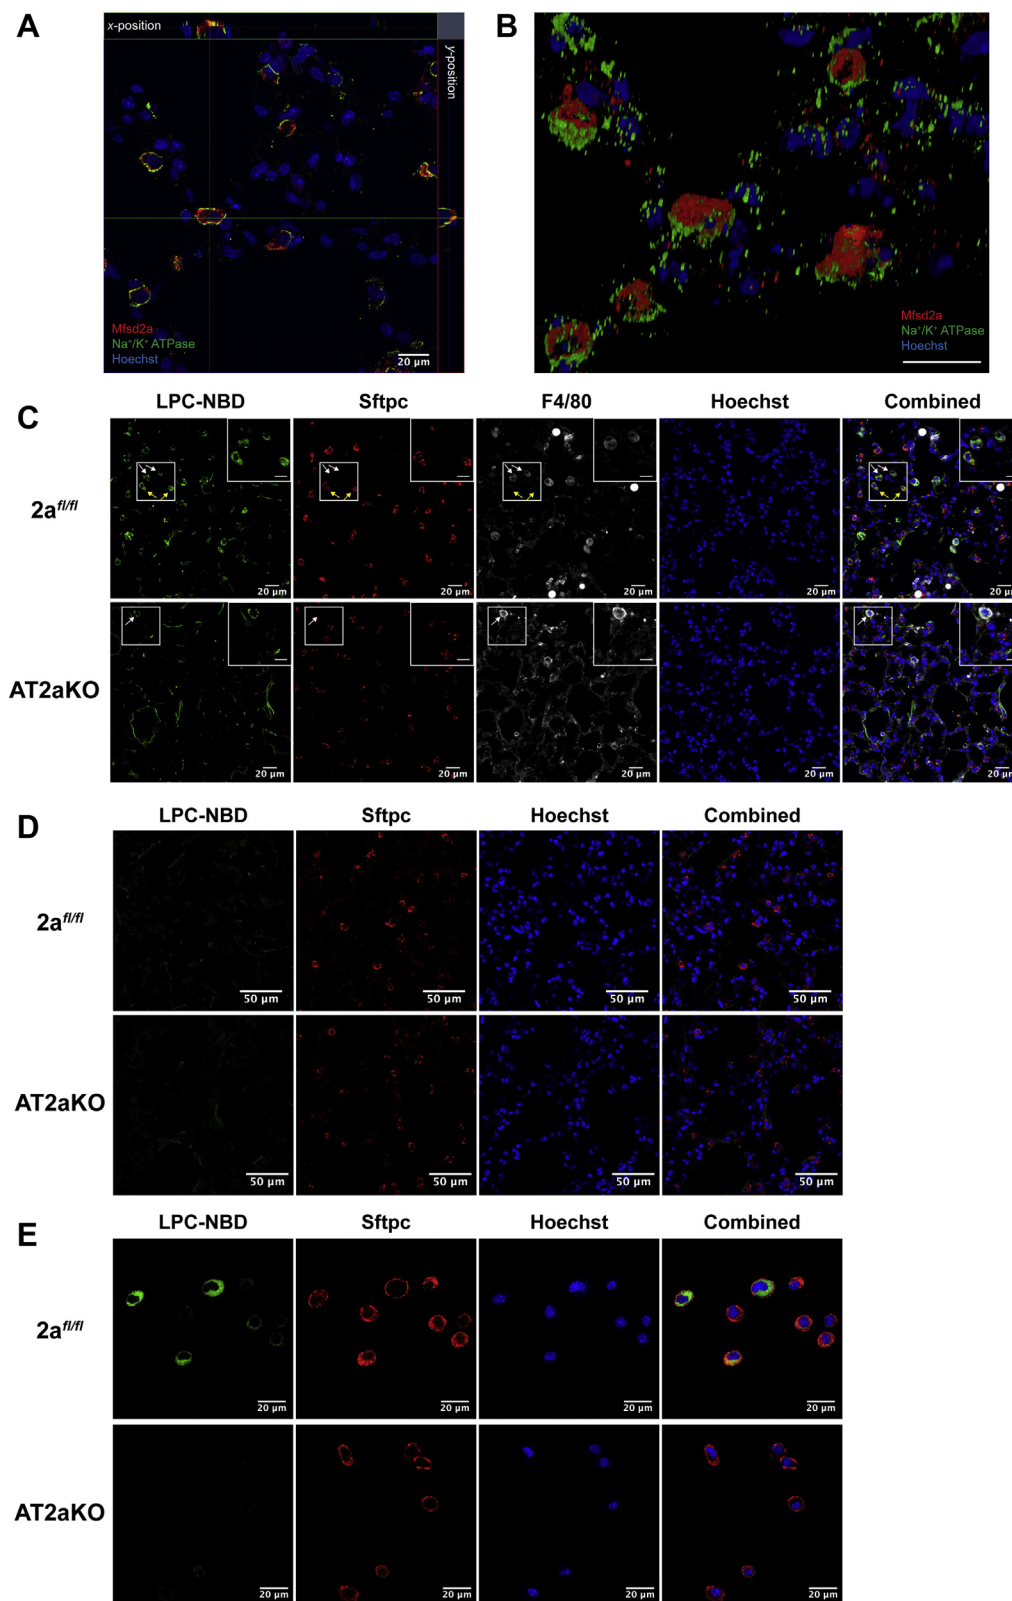 A
x-position
y-position
Mfsd2a
Na⁺/K⁺ ATPase
Hoechst
20 µm
B
Mfsd2a
Na⁺/K⁺ ATPase
Hoechst
C
LPC-NBD Sftpc F4/80 Hoechst Combined
2a^fl/fl
20 µm 20 µm 20 µm 20 µm 20 µm
AT2aKO
20 µm 20 µm 20 µm 20 µm 20 µm
D
LPC-NBD Sftpc Hoechst Combined
2a^fl/fl
50 µm 50 µm 50 µm 50 µm
AT2aKO
50 µm 50 µm 50 µm 50 µm
E
LPC-NBD Sftpc Hoechst Combined
2a^fl/fl
20 µm 20 µm 20 µm 20 µm
AT2aKO
20 µm 20 µm 20 µm 20 µm